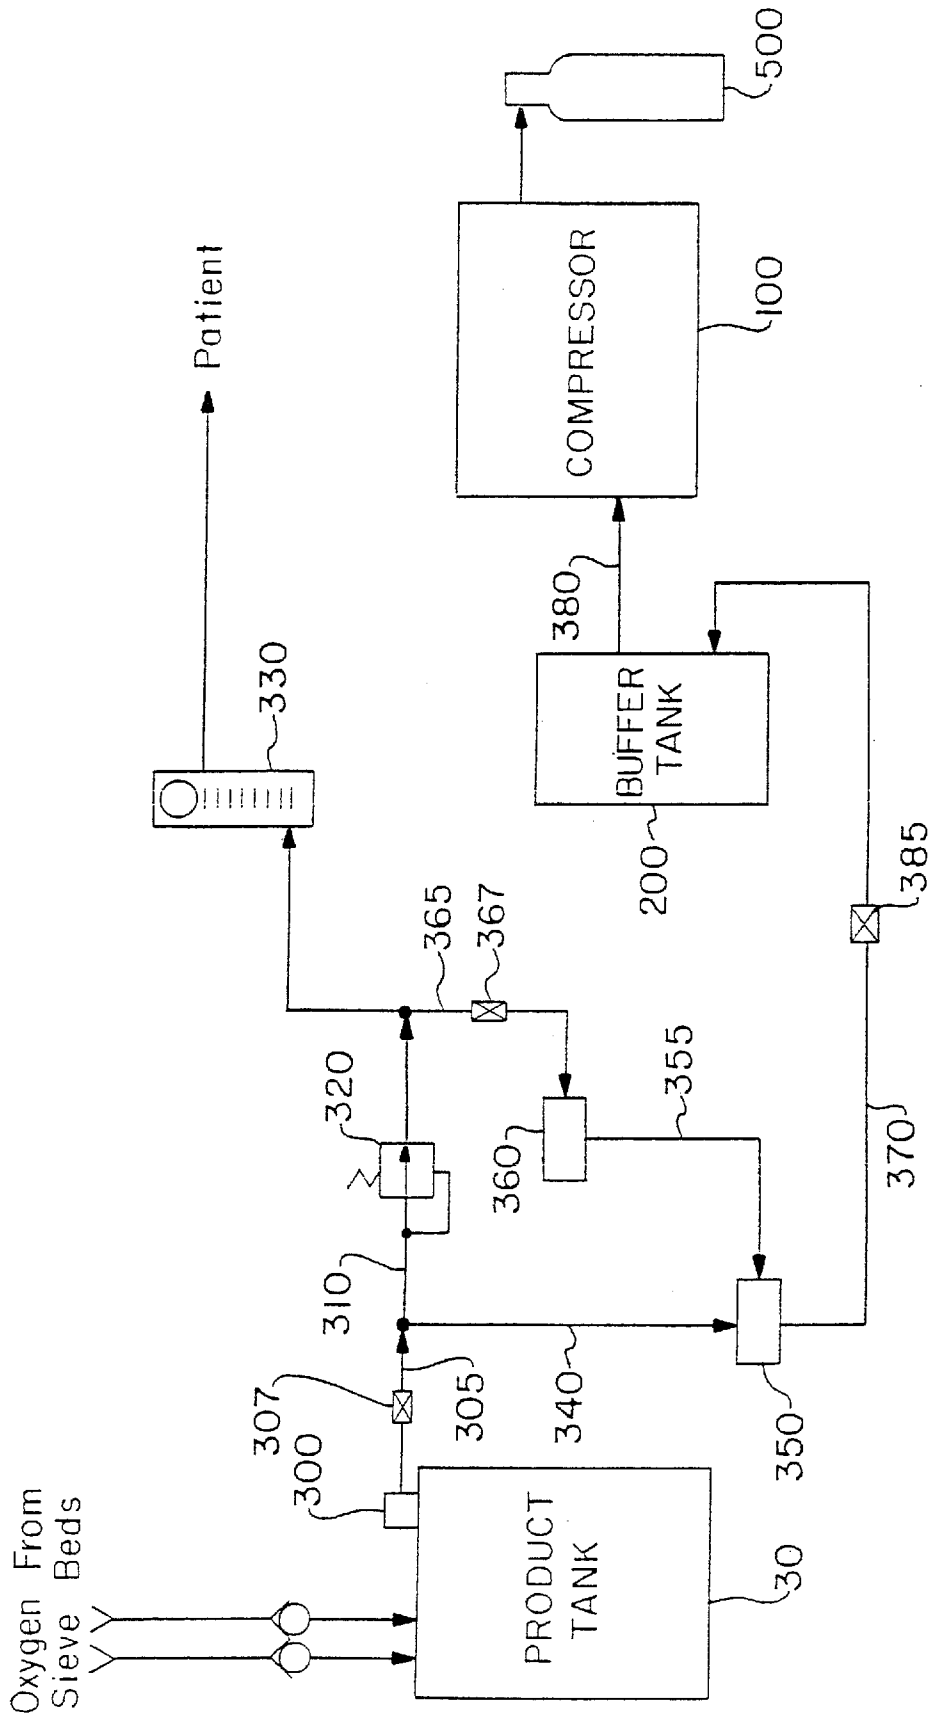 Oxygen From
Sieve Beds
PRODUCT
TANK
30
300
307
305
310
320
340
350
355
360
365
367
330
Patient
370
385
BUFFER
TANK
200
380
COMPRESSOR
100
500